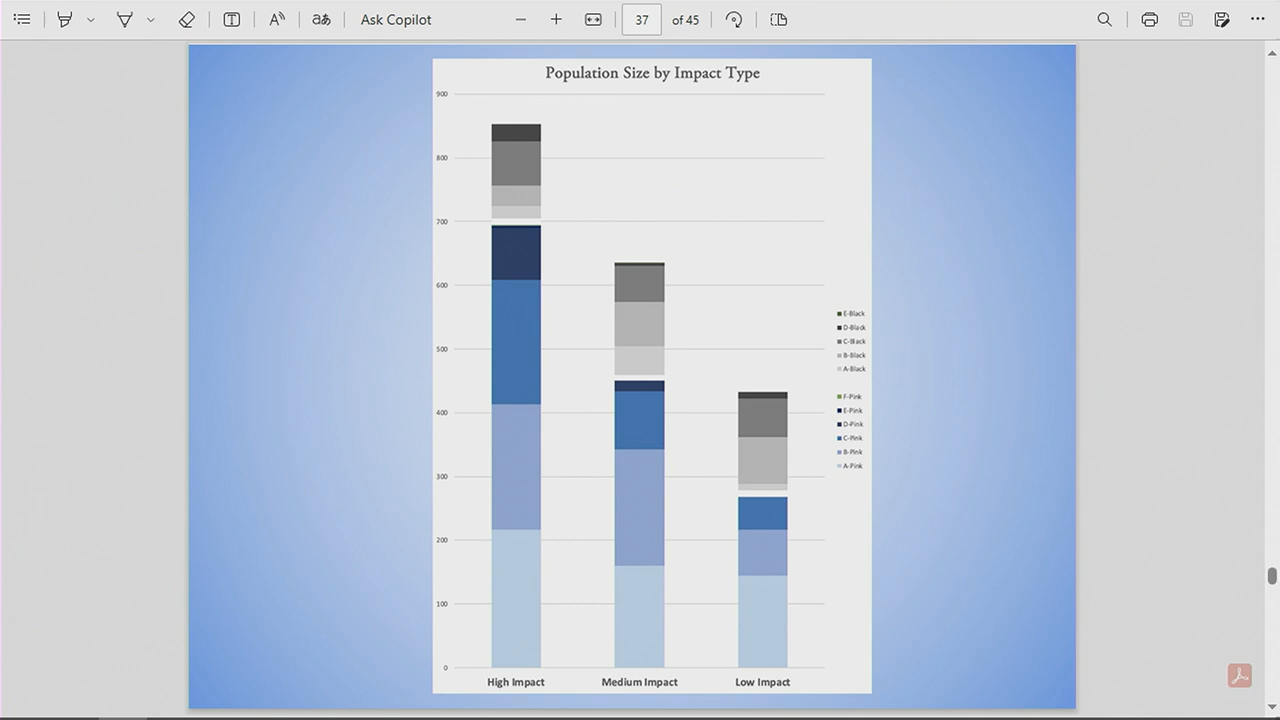 Ask Copilot
37 of 45
Population Size by Impact Type
900
800
700
600
500
400
300
200
100
0
E-Black
D-Black
C-Black
B-Black
A-Black
F-Pink
E-Pink
D-Pink
C-Pink
B-Pink
A-Pink
High Impact Medium Impact Low Impact